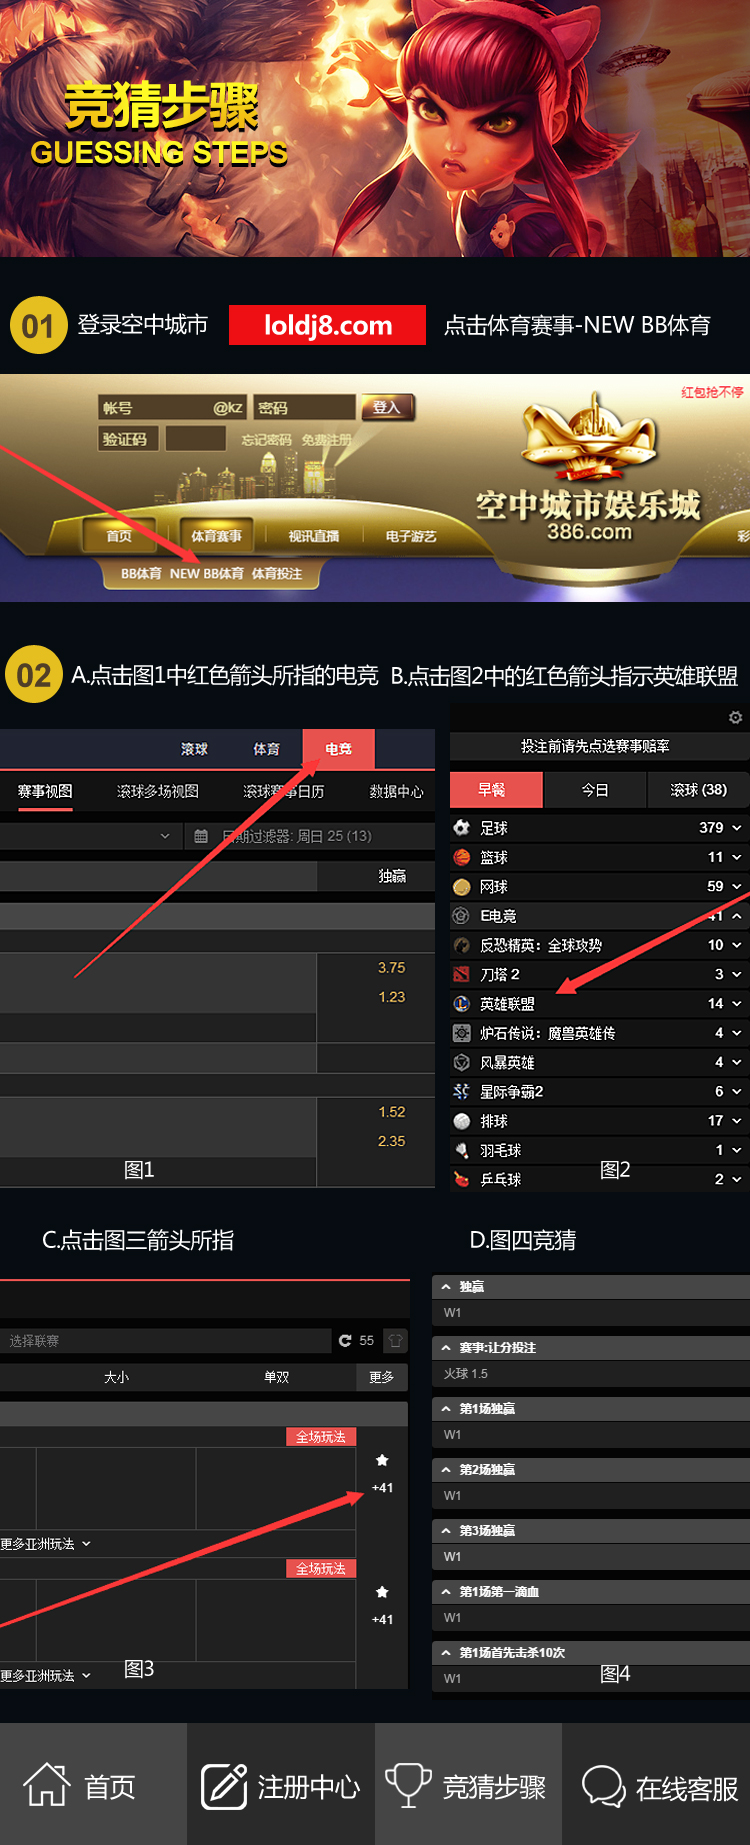 竞猜步骤
GUESSING STEPS
01 登录空中城市 loldj8.com 点击体育赛事-NEW BB体育
红包抢不停
帐号 @kz 密码 登入
验证码 忘记密码 免费注册
空中城市娱乐城
386.com
首页 体育赛事 视讯直播 电子游艺 彩
BB体育 NEW BB体育 体育投注
02 A.点击图1中红色箭头所指的电竞 B.点击图2中的红色箭头指示英雄联盟
滚球 体育 电竞
赛事视图 滚球多场视图 滚球赛事日历 数据中心
日期过滤器: 周日 25 (13)
独赢
3.75
1.23
1.52
2.35
图1
投注前请先点选赛事赔率
早餐 今日 滚球 (38)
足球 379
篮球 11
网球 59
E电竞 41
反恐精英：全球攻势 10
刀塔 2 3
英雄联盟 14
炉石传说：魔兽英雄传 4
风暴英雄 4
星际争霸2 6
排球 17
羽毛球 1
乒乓球 2
图2
C.点击图三箭头所指
选择联赛 55
大小 单双 更多
全场玩法
+41
更多亚洲玩法
全场玩法
+41
更多亚洲玩法
图3
D.图四竞猜
独赢
W1
赛事:让分投注
火球 1.5
第1场独赢
W1
第2场独赢
W1
第3场独赢
W1
第1场第一滴血
W1
第1场首先击杀10次
W1
图4
首页 注册中心 竞猜步骤 在线客服